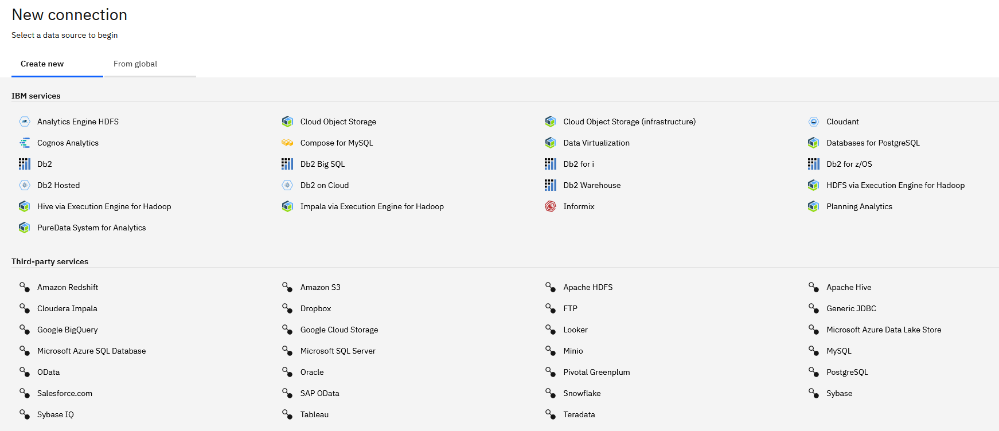 New connection
Select a data source to begin
Create new From global
IBM services
Analytics Engine HDFS Cloud Object Storage Cloud Object Storage (infrastructure) Cloudant
Cognos Analytics Compose for MySQL Data Virtualization Databases for PostgreSQL
Db2 Db2 Big SQL Db2 for i Db2 for z/OS
Db2 Hosted Db2 on Cloud Db2 Warehouse HDFS via Execution Engine for Hadoop
Hive via Execution Engine for Hadoop Impala via Execution Engine for Hadoop Informix Planning Analytics
PureData System for Analytics
Third-party services
Amazon Redshift Amazon S3 Apache HDFS Apache Hive
Cloudera Impala Dropbox FTP Generic JDBC
Google BigQuery Google Cloud Storage Looker Microsoft Azure Data Lake Store
Microsoft Azure SQL Database Microsoft SQL Server Minio MySQL
OData Oracle Pivotal Greenplum PostgreSQL
Salesforce.com SAP OData Snowflake Sybase
Sybase IQ Tableau Teradata